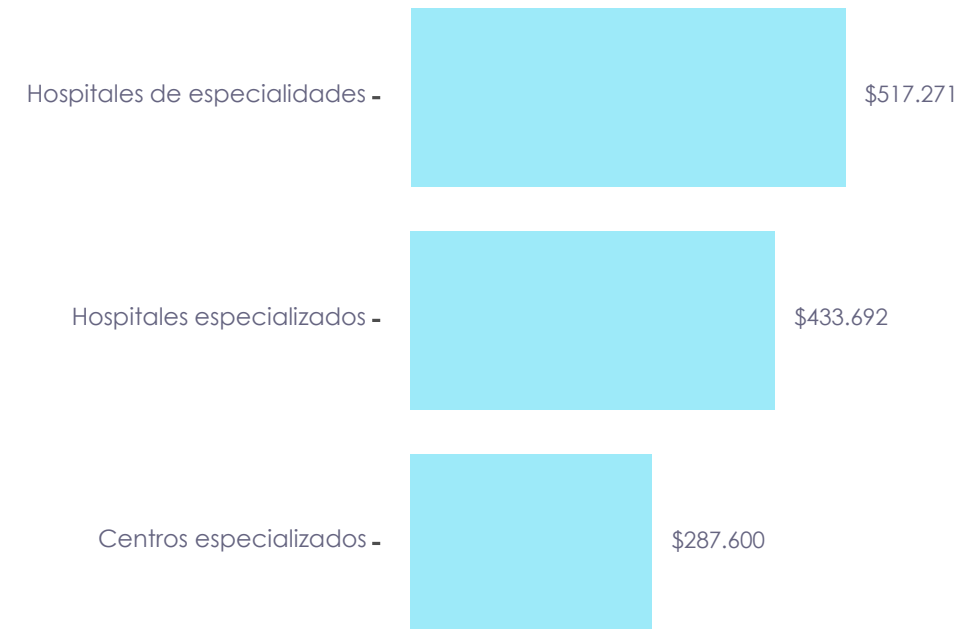 Hospitales de especialidades
$517.271
Hospitales especializados
$433.692
Centros especializados
$287.600